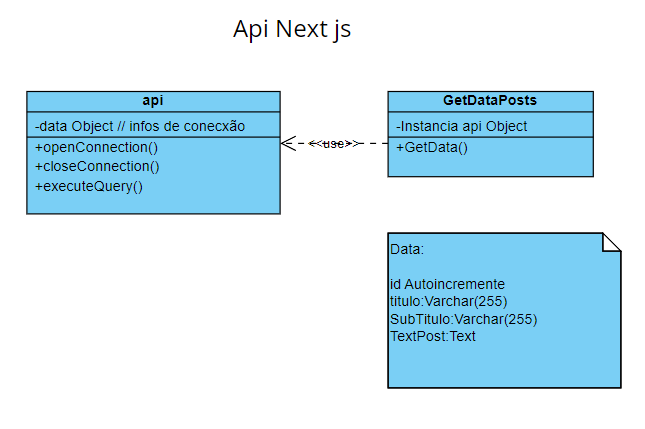 Api Next js
api
-data Object // infos de conecxão
+openConnection()
+closeConnection()
+executeQuery()
<<use>>
GetDataPosts
-Instancia api Object
+GetData()
Data:
id Autoincremente
titulo:Varchar(255)
SubTitulo:Varchar(255)
TextPost:Text